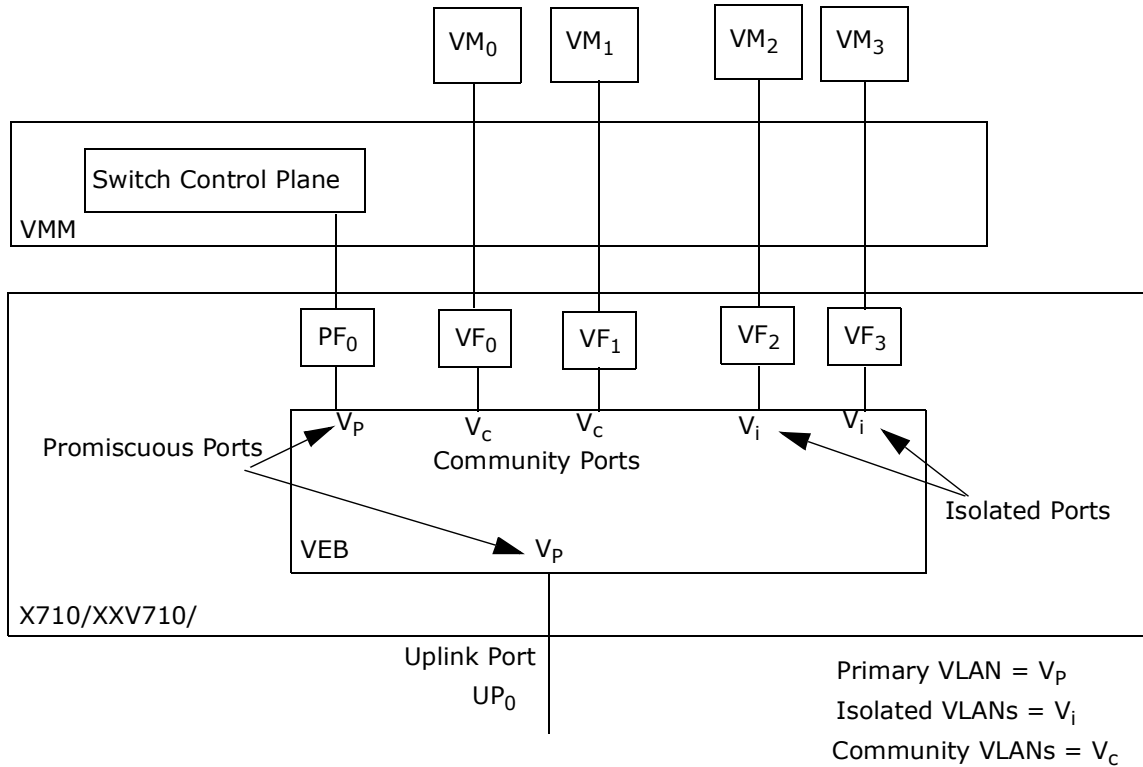 VM0
VM1
VM2
VM3
Switch Control Plane
VMM
PF0
VF0
VF1
VF2
VF3
VP
Vc
Vc
Vi
Vi
Promiscuous Ports
Community Ports
Isolated Ports
VEB
VP
X710/XXV710/
Uplink Port
UP0
Primary VLAN = VP
Isolated VLANs = Vi
Community VLANs = Vc